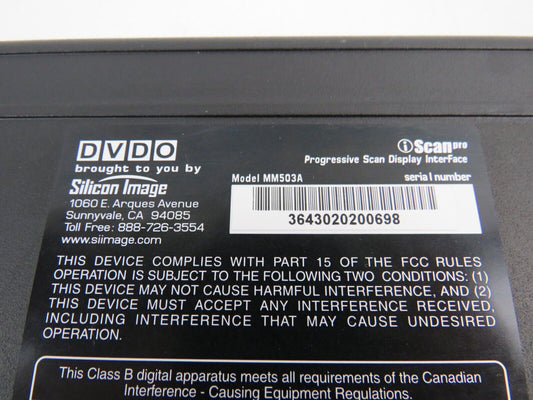 DVDO
brought to you by
Silicon Image
1060 E. Arques Avenue
Sunnyvale, CA 94085
Toll Free: 888-726-3554
www.siimage.com
iScan pro
Progressive Scan Display Interface
Model MM503A
serial number
3643020200698
THIS DEVICE COMPLIES WITH PART 15 OF THE FCC RULES
OPERATION IS SUBJECT TO THE FOLLOWING TWO CONDITIONS: (1)
THIS DEVICE MAY NOT CAUSE HARMFUL INTERFERENCE, AND (2)
THIS DEVICE MUST ACCEPT ANY INTERFERENCE RECEIVED,
INCLUDING INTERFERENCE THAT MAY CAUSE UNDESIRED
OPERATION.
This Class B digital apparatus meets all requirements of the Canadian
Interference - Causing Equipment Regulations.